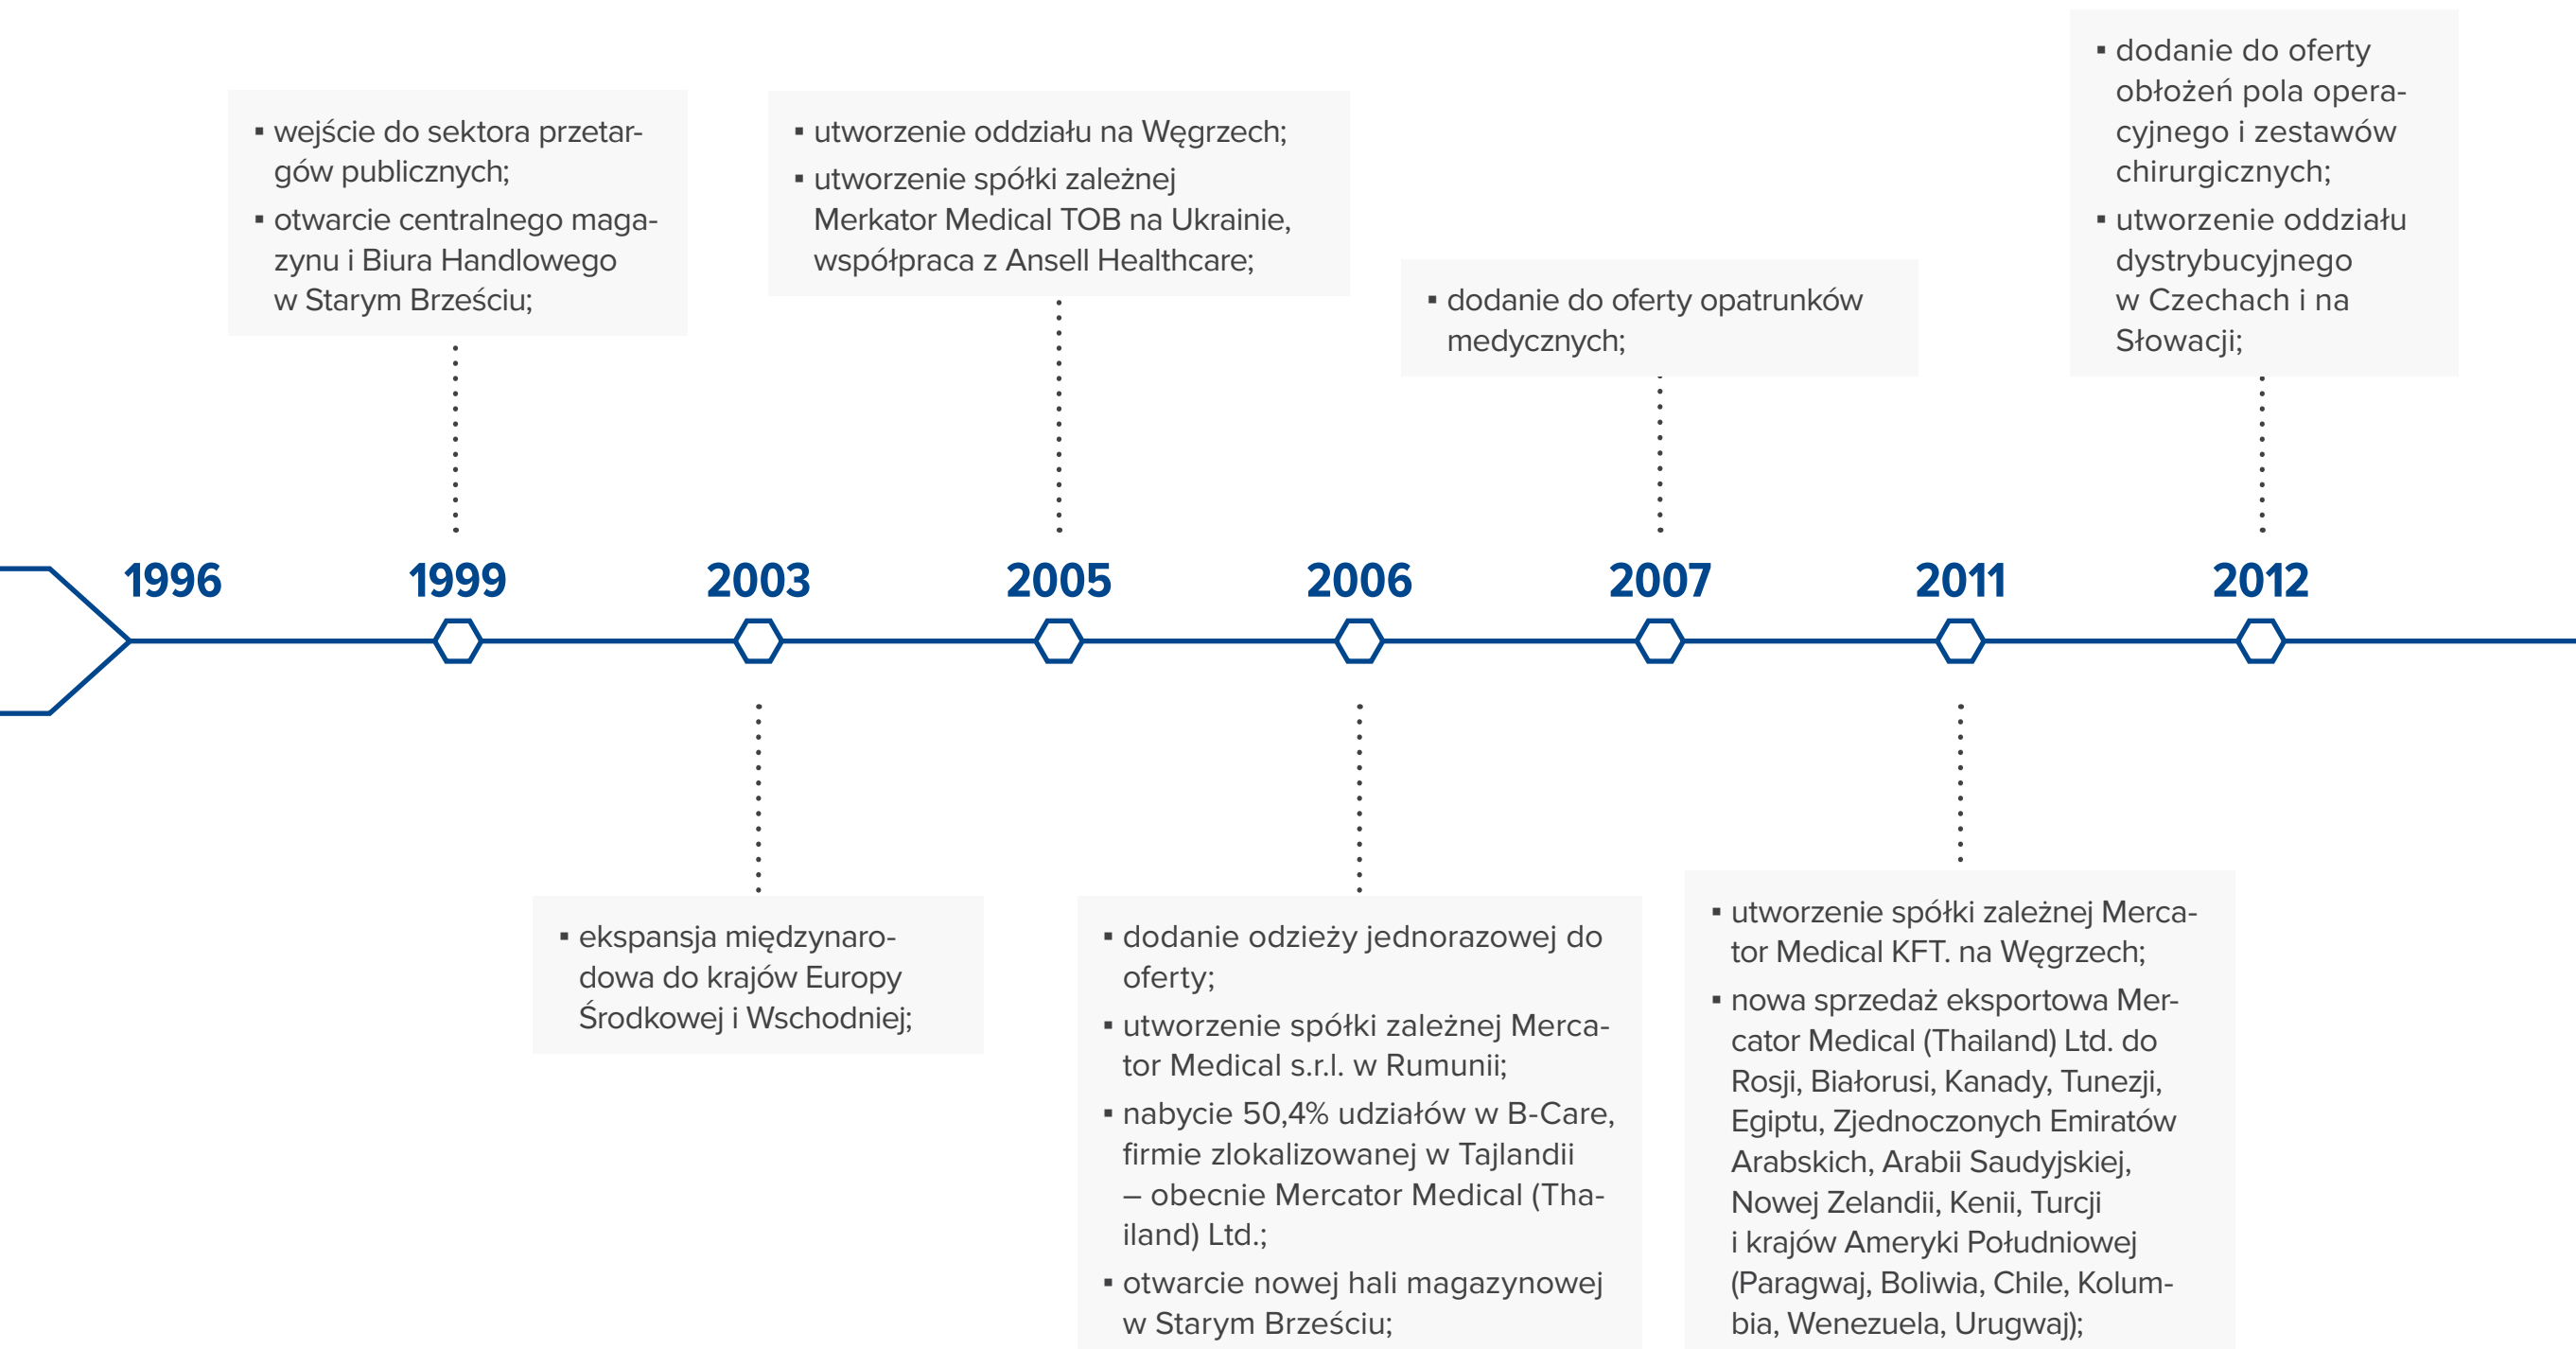 ▪ wejście do sektora przetar-
gów publicznych;
▪ otwarcie centralnego maga-
zynu i Biura Handlowego
w Starym Brześciu;
▪ utworzenie oddziału na Węgrzech;
▪ utworzenie spółki zależnej
Merkator Medical TOB na Ukrainie,
współpraca z Ansell Healthcare;
▪ dodanie do oferty opatrunków
medycznych;
▪ dodanie do oferty
obłożeń pola opera-
cyjnego i zestawów
chirurgicznych;
▪ utworzenie oddziału
dystrybucyjnego
w Czechach i na
Słowacji;
1996 1999 2003 2005 2006 2007 2011 2012
▪ ekspansja międzynaro-
dowa do krajów Europy
Środkowej i Wschodniej;
▪ dodanie odzieży jednorazowej do
oferty;
▪ utworzenie spółki zależnej Merca-
tor Medical s.r.l. w Rumunii;
▪ nabycie 50,4% udziałów w B-Care,
firmie zlokalizowanej w Tajlandii
– obecnie Mercator Medical (Tha-
iland) Ltd.;
▪ otwarcie nowej hali magazynowej
w Starym Brześciu;
▪ utworzenie spółki zależnej Merca-
tor Medical KFT. na Węgrzech;
▪ nowa sprzedaż eksportowa Mer-
cator Medical (Thailand) Ltd. do
Rosji, Białorusi, Kanady, Tunezji,
Egiptu, Zjednoczonych Emiratów
Arabskich, Arabii Saudyjskiej,
Nowej Zelandii, Kenii, Turcji
i krajów Ameryki Południowej
(Paragwaj, Boliwia, Chile, Kolum-
bia, Wenezuela, Urugwaj);